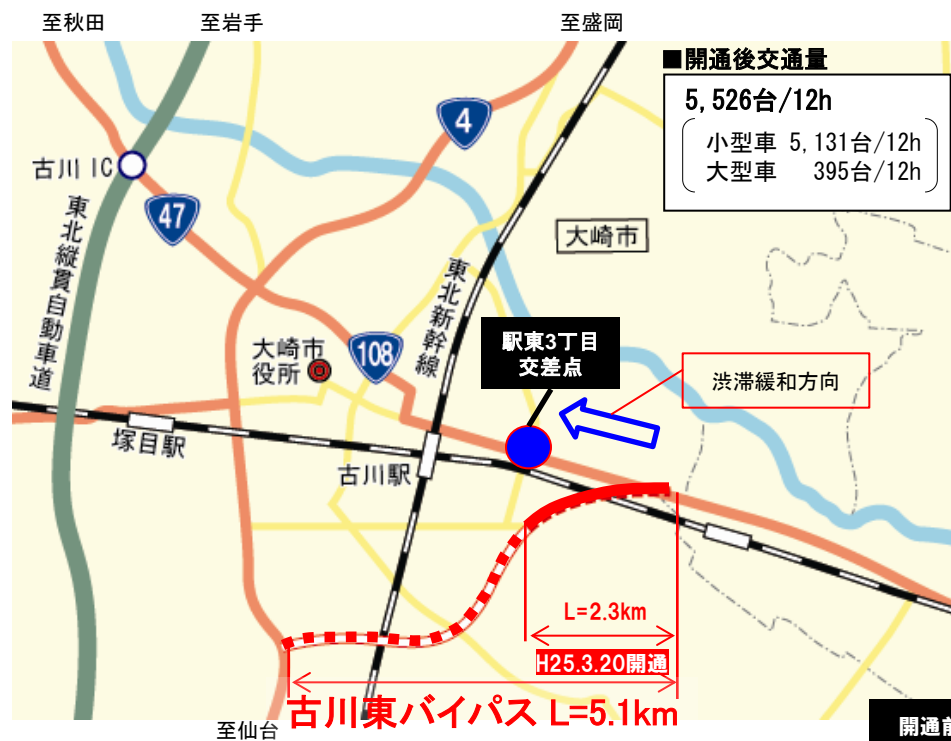 至秋田
至岩手
至盛岡
■開通後交通量
5,526台/12h
小型車 5,131台/12h
大型車 395台/12h
4
古川 IC
47
大崎市
東北縦貫自動車道
東北新幹線
駅東3丁目
交差点
大崎市
役所
108
渋滞緩和方向
塚目駅
古川駅
L=2.3km
H25.3.20開通
古川東バイパス L=5.1km
至仙台
開通前